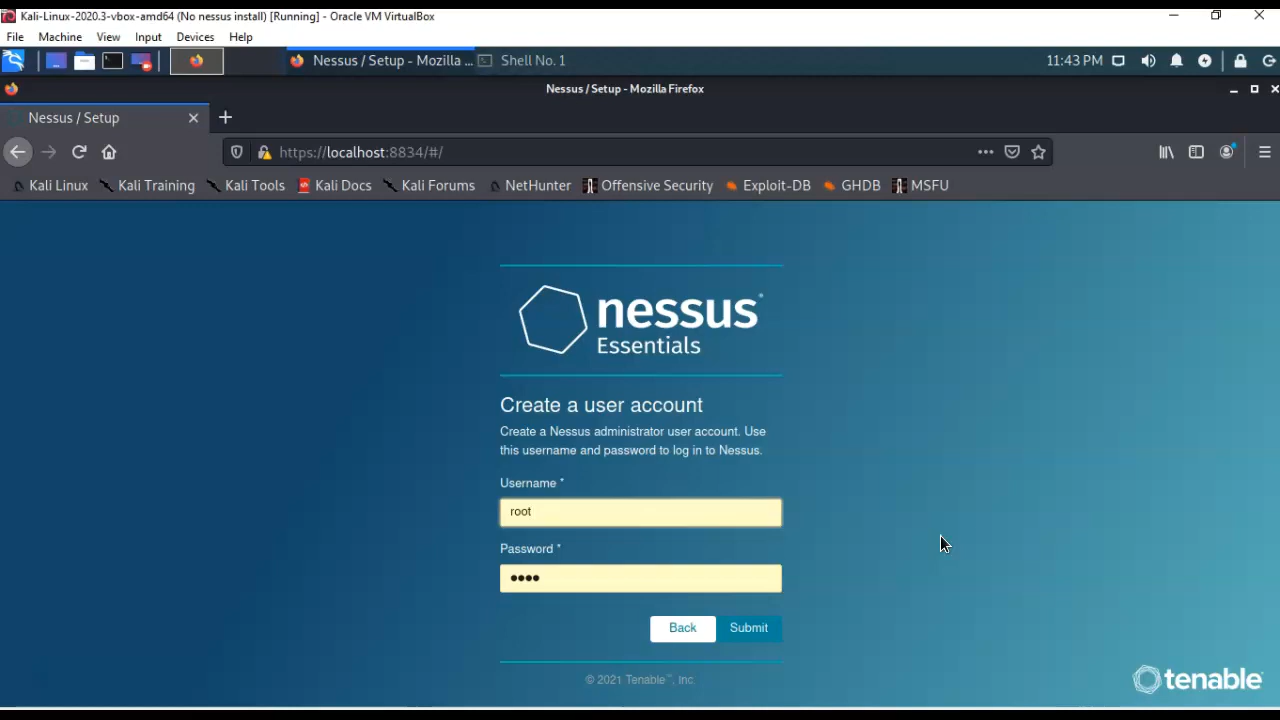 Kali-Linux-2020.3-vbox-amd64 (No nessus install) [Running] - Oracle VM VirtualBox
File Machine View Input Devices Help
Nessus / Setup - Mozilla ... Shell No. 1 11:43 PM
Nessus / Setup - Mozilla Firefox
Nessus / Setup
https://localhost:8834/#/
Kali Linux Kali Training Kali Tools Kali Docs Kali Forums NetHunter Offensive Security Exploit-DB GHDB MSFU
nessus®
Essentials
Create a user account
Create a Nessus administrator user account. Use
this username and password to log in to Nessus.
Username *
root
Password *
••••
Back Submit
© 2021 Tenable™, Inc.
tenable